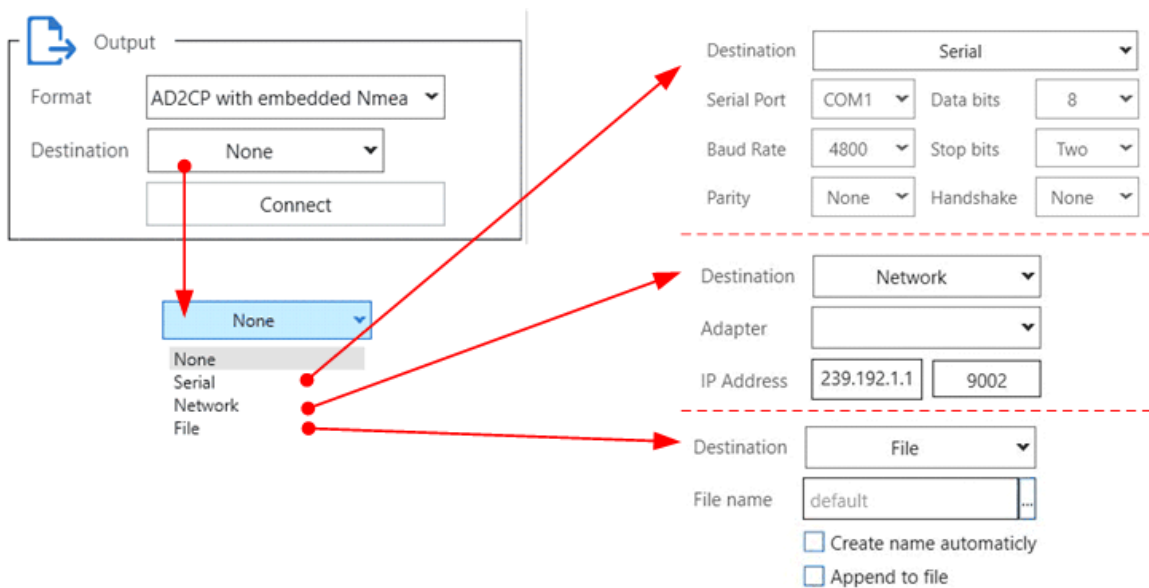 Output
Format AD2CP with embedded Nmea
Destination None
Connect
None
None
Serial
Network
File
Destination Serial
Serial Port COM1 Data bits 8
Baud Rate 4800 Stop bits Two
Parity None Handshake None
Destination Network
Adapter
IP Address 239.192.1.1 9002
Destination File
File name default ...
Create name automaticly
Append to file